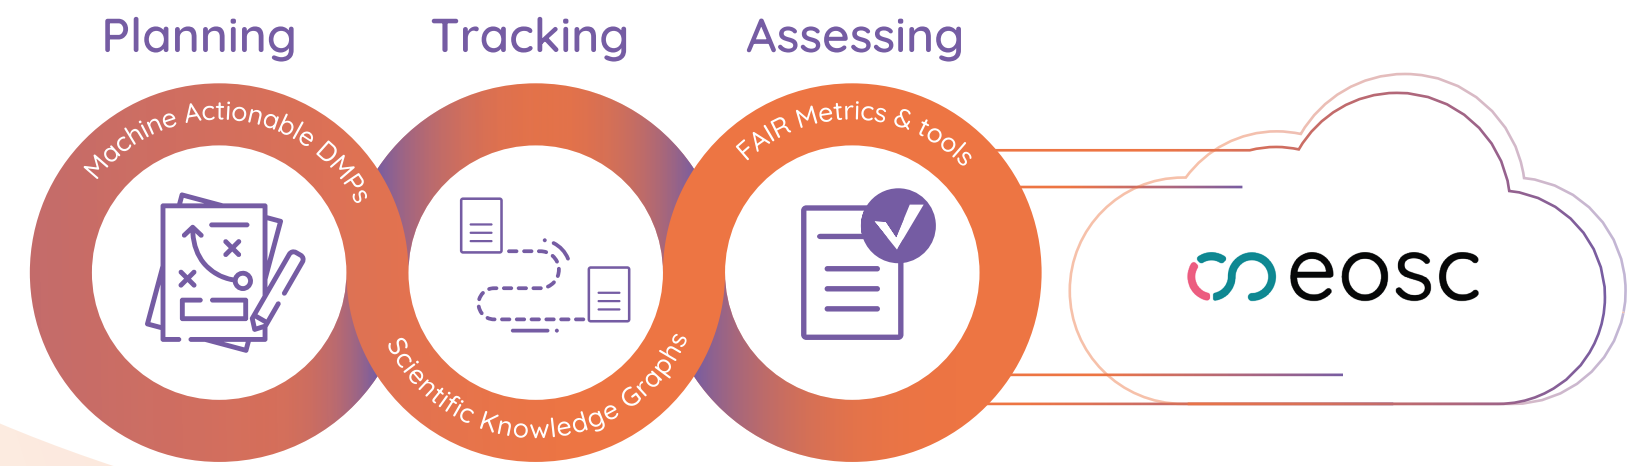 Planning
Tracking
Assessing
Machine Actionable DMPs
Scientific Knowledge Graphs
FAIR Metrics & tools
eosc